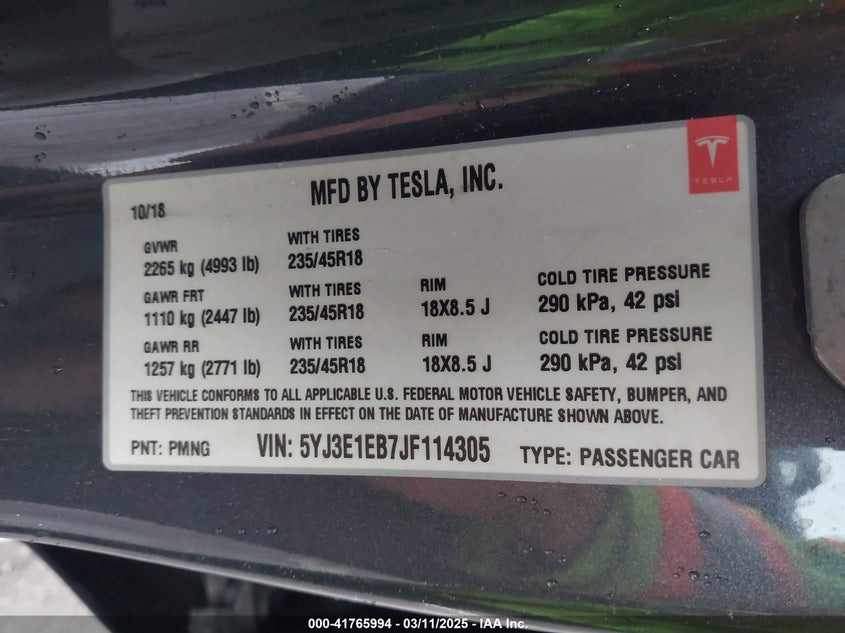 MFD BY TESLA, INC.
TESLA
10/18
GVWR WITH TIRES
2265 kg (4993 lb) 235/45R18
GAWR FRT WITH TIRES RIM COLD TIRE PRESSURE
1110 kg (2447 lb) 235/45R18 18X8.5 J 290 kPa, 42 psi
GAWR RR WITH TIRES RIM COLD TIRE PRESSURE
1257 kg (2771 lb) 235/45R18 18X8.5 J 290 kPa, 42 psi
THIS VEHICLE CONFORMS TO ALL APPLICABLE U.S. FEDERAL MOTOR VEHICLE SAFETY, BUMPER, AND
THEFT PREVENTION STANDARDS IN EFFECT ON THE DATE OF MANUFACTURE SHOWN ABOVE.
PNT: PMNG VIN: 5YJ3E1EB7JF114305 TYPE: PASSENGER CAR
000-41765994 / 03/11/2025 - IAA Inc.